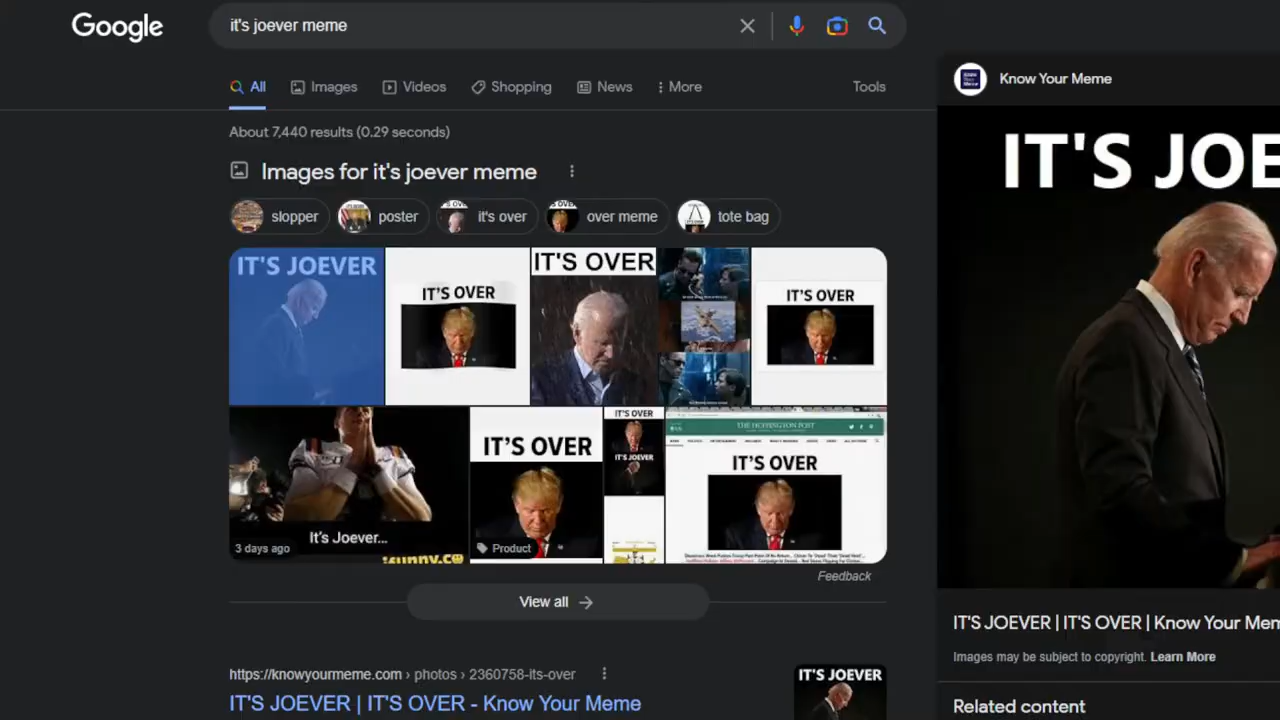 Google
it's joever meme
All
Images
Videos
Shopping
News
More
Tools
About 7,440 results (0.29 seconds)
Images for it's joever meme
slopper
poster
it's over
over meme
tote bag
IT'S JOEVER
IT'S OVER
IT'S OVER
IT'S OVER
It's Joever...
3 days ago
IT'S OVER
Product
IT'S OVER
IT'S JOEVER
THE HUFFINGTON POST
IT'S OVER
Feedback
View all
https://knowyourmeme.com › photos › 2360758-its-over
IT'S JOEVER | IT'S OVER - Know Your Meme
IT'S JOEVER
Know Your Meme
IT'S JOE
IT'S JOEVER | IT'S OVER | Know Your Mem
Images may be subject to copyright. Learn More
Related content